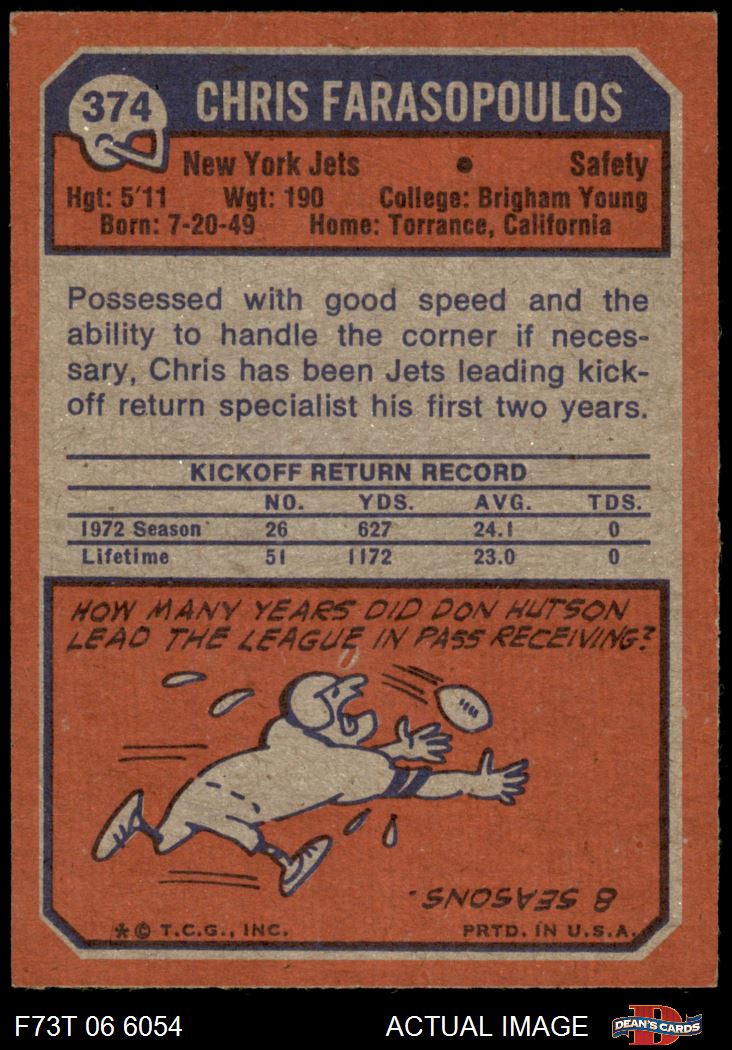 374
CHRIS FARASOPOULOS
New York Jets • Safety
Hgt: 5'11 Wgt: 190 College: Brigham Young
Born: 7-20-49 Home: Torrance, California
Possessed with good speed and the
ability to handle the corner if neces-
sary, Chris has been Jets leading kick-
off return specialist his first two years.
KICKOFF RETURN RECORD
NO. YDS. AVG. TDS.
1972 Season 26 627 24.1 0
Lifetime 51 1172 23.0 0
HOW MANY YEARS DID DON HUTSON
LEAD THE LEAGUE IN PASS RECEIVING?
8 SEASONS.
*© T.C.G., INC. PRTD. IN U.S.A.
F73T 06 6054 ACTUAL IMAGE
D
DEAN'S CARDS